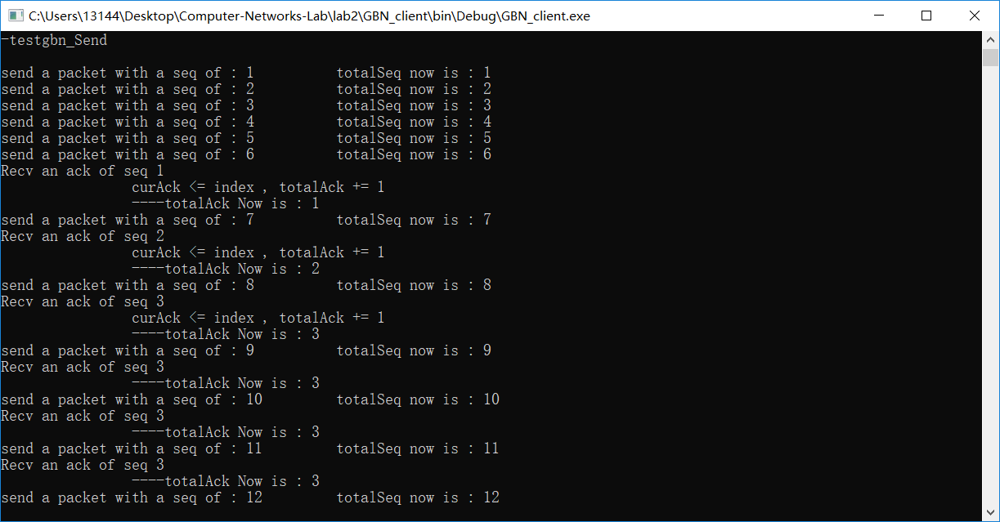 C:\Users\13144\Desktop\Computer-Networks-Lab\lab2\GBN_client\bin\Debug\GBN_client.exe
-testgbn_Send
send a packet with a seq of : 1 totalSeq now is : 1
send a packet with a seq of : 2 totalSeq now is : 2
send a packet with a seq of : 3 totalSeq now is : 3
send a packet with a seq of : 4 totalSeq now is : 4
send a packet with a seq of : 5 totalSeq now is : 5
send a packet with a seq of : 6 totalSeq now is : 6
Recv an ack of seq 1
curAck <= index , totalAck += 1
----totalAck Now is : 1
send a packet with a seq of : 7 totalSeq now is : 7
Recv an ack of seq 2
curAck <= index , totalAck += 1
----totalAck Now is : 2
send a packet with a seq of : 8 totalSeq now is : 8
Recv an ack of seq 3
curAck <= index , totalAck += 1
----totalAck Now is : 3
send a packet with a seq of : 9 totalSeq now is : 9
Recv an ack of seq 3
----totalAck Now is : 3
send a packet with a seq of : 10 totalSeq now is : 10
Recv an ack of seq 3
----totalAck Now is : 3
send a packet with a seq of : 11 totalSeq now is : 11
Recv an ack of seq 3
----totalAck Now is : 3
send a packet with a seq of : 12 totalSeq now is : 12